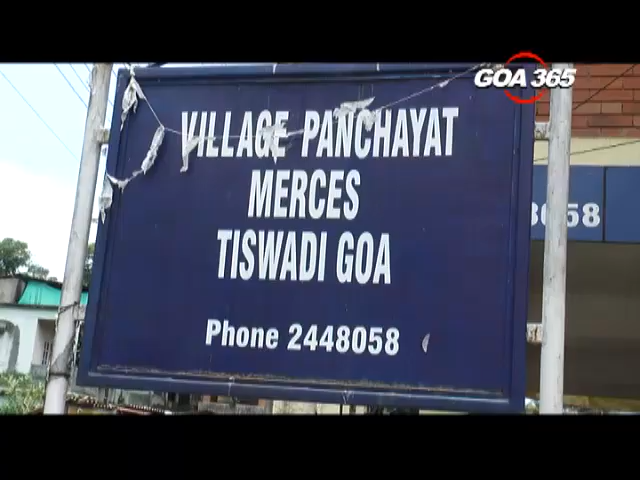 GOA 365
VILLAGE PANCHAYAT
MERCES
TISWADI GOA
Phone 2448058
8058